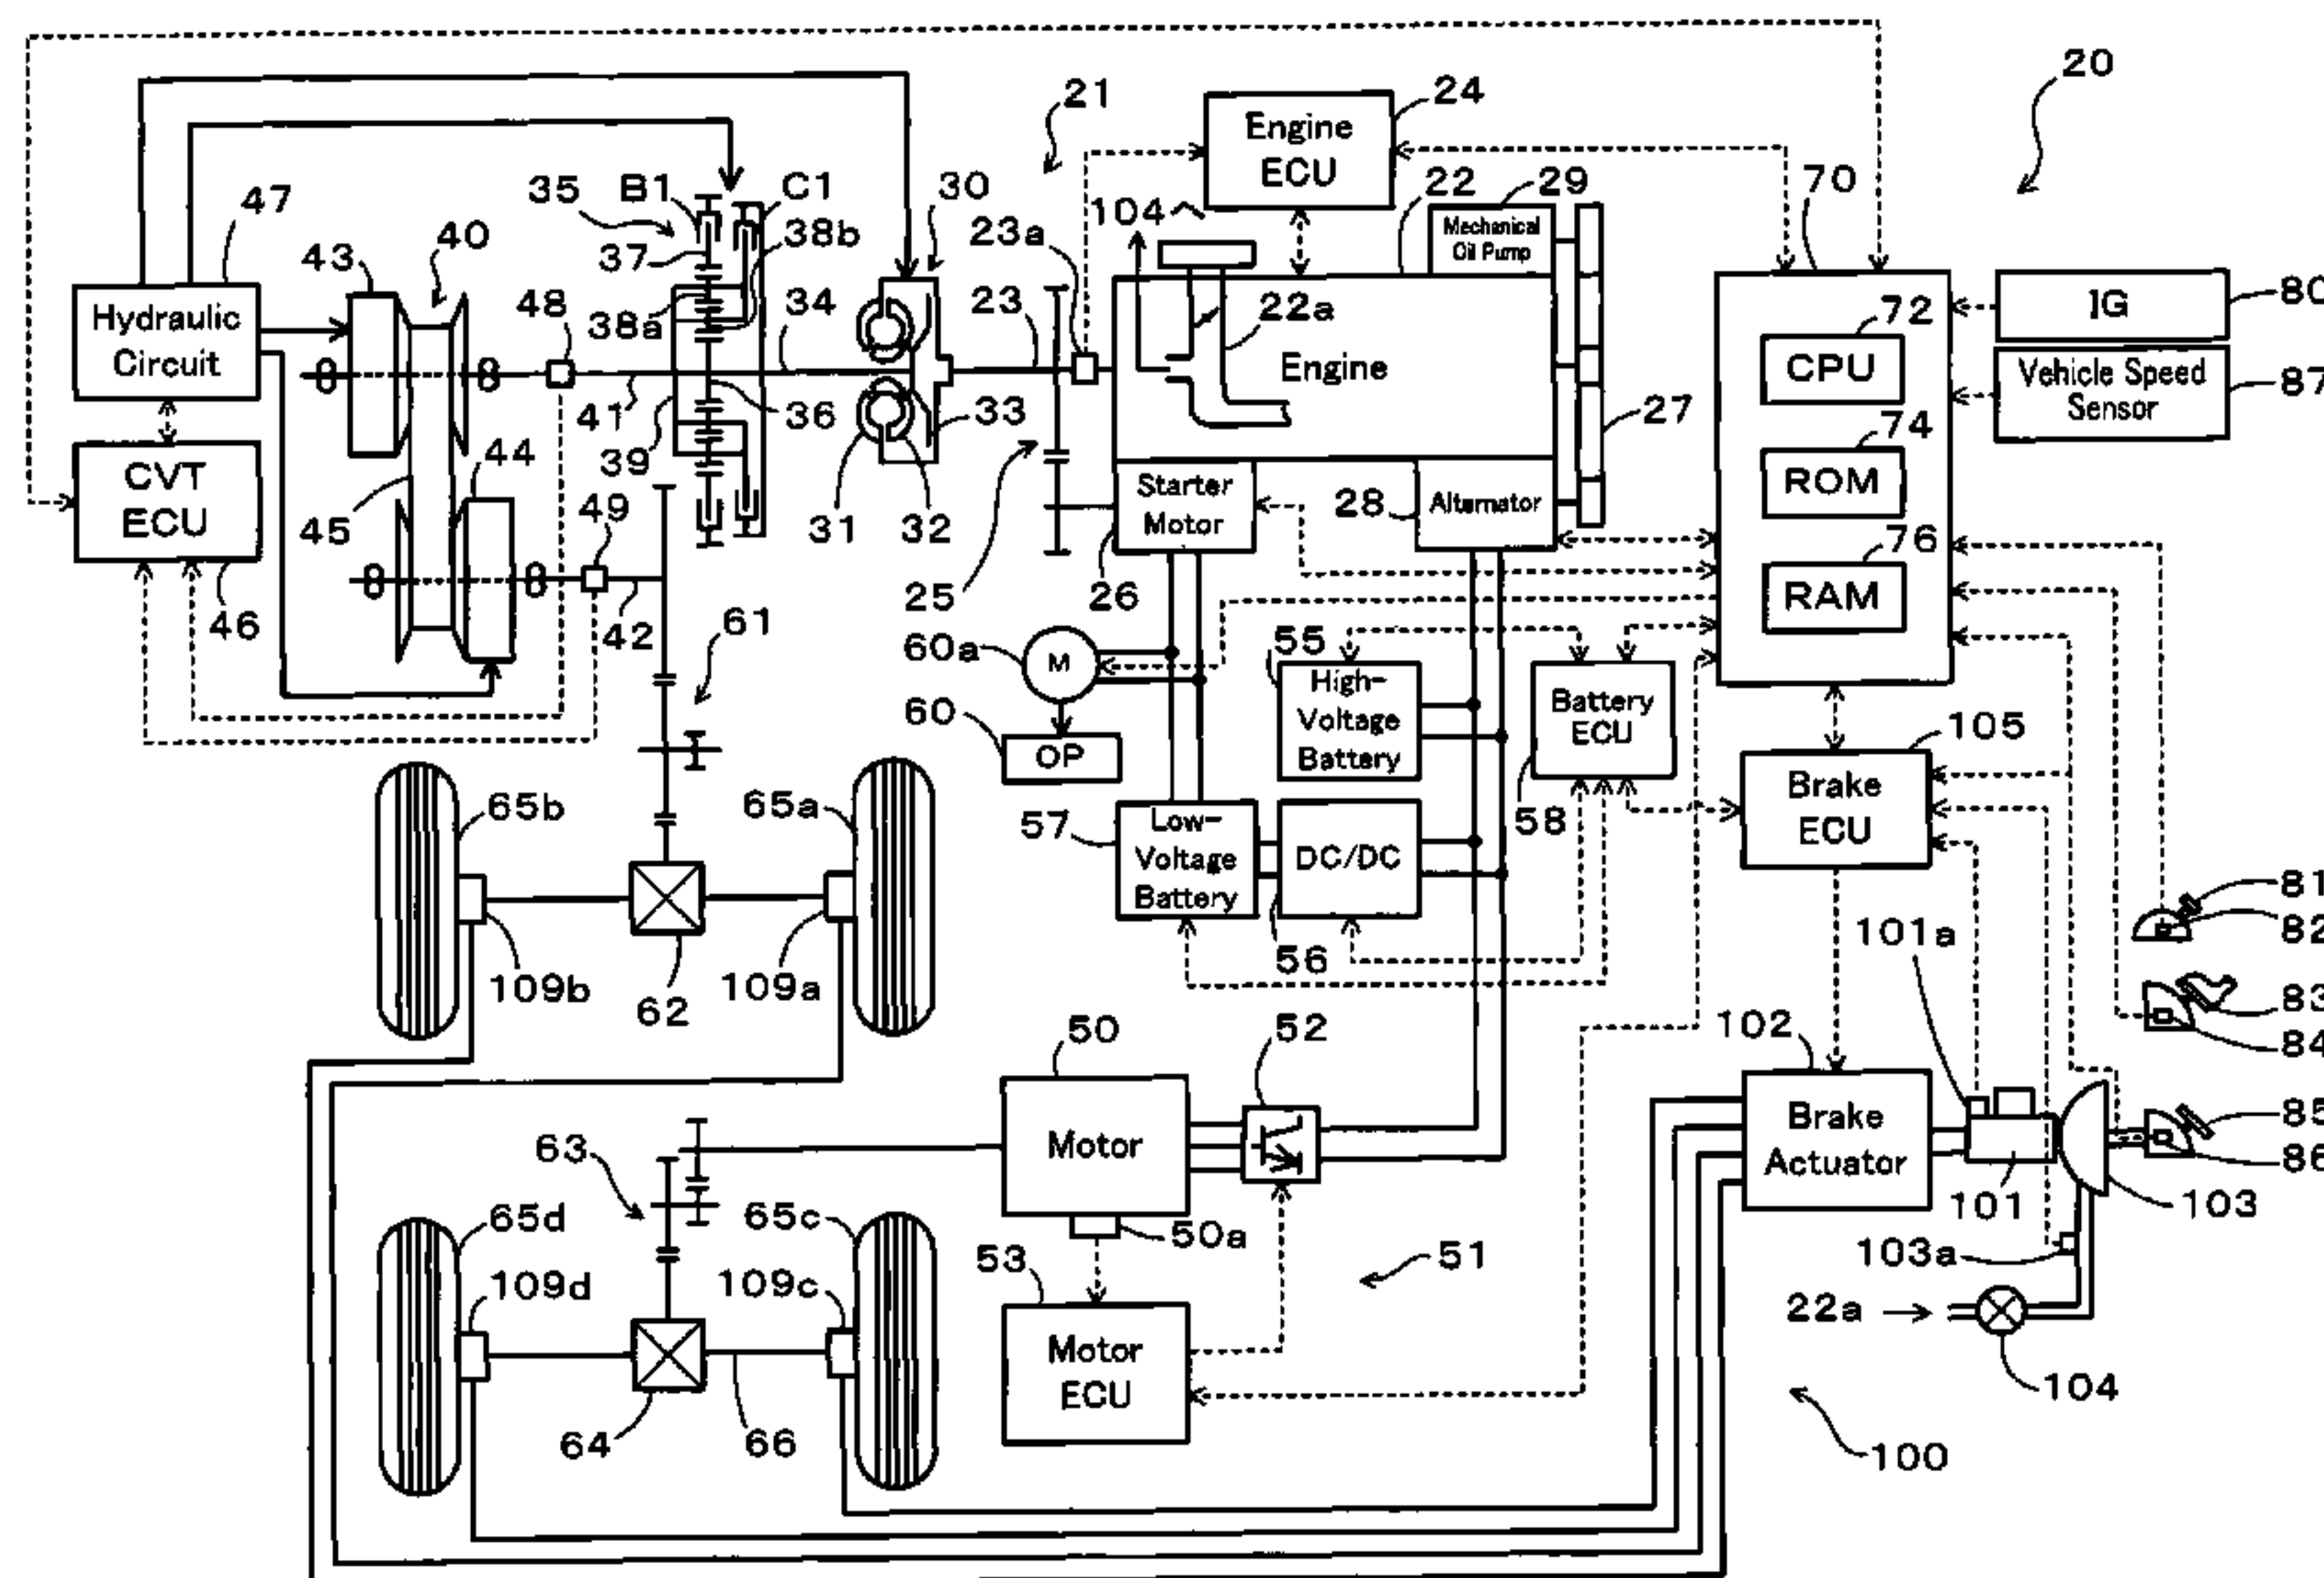 20
21
24
Engine
ECU
47
35
B1
C1
30
104
22
29
70
Mechanical
Oil Pump
43
40
37
38b
23a
Hydraulic
Circuit
48
38a
34
23
22a
72
IG
80
CPU
Engine
41
36
33
27
Vehicle Speed
Sensor
87
74
39
44
25
CVT
ECU
Starter
Motor
28
Alternator
ROM
45
49
31
32
76
RAM
46
42
61
26
60a
M
55
High-
Voltage
Battery
Battery
ECU
60
OP
58
105
Brake
ECU
65b
65a
57
Low-
Voltage
Battery
DC/DC
56
81
82
101a
109b
62
109a
83
84
50
52
102
Motor
Brake
Actuator
85
86
63
101
103
65d
65c
50a
53
51
103a
109d
109c
22a
Motor
ECU
104
64
66
100